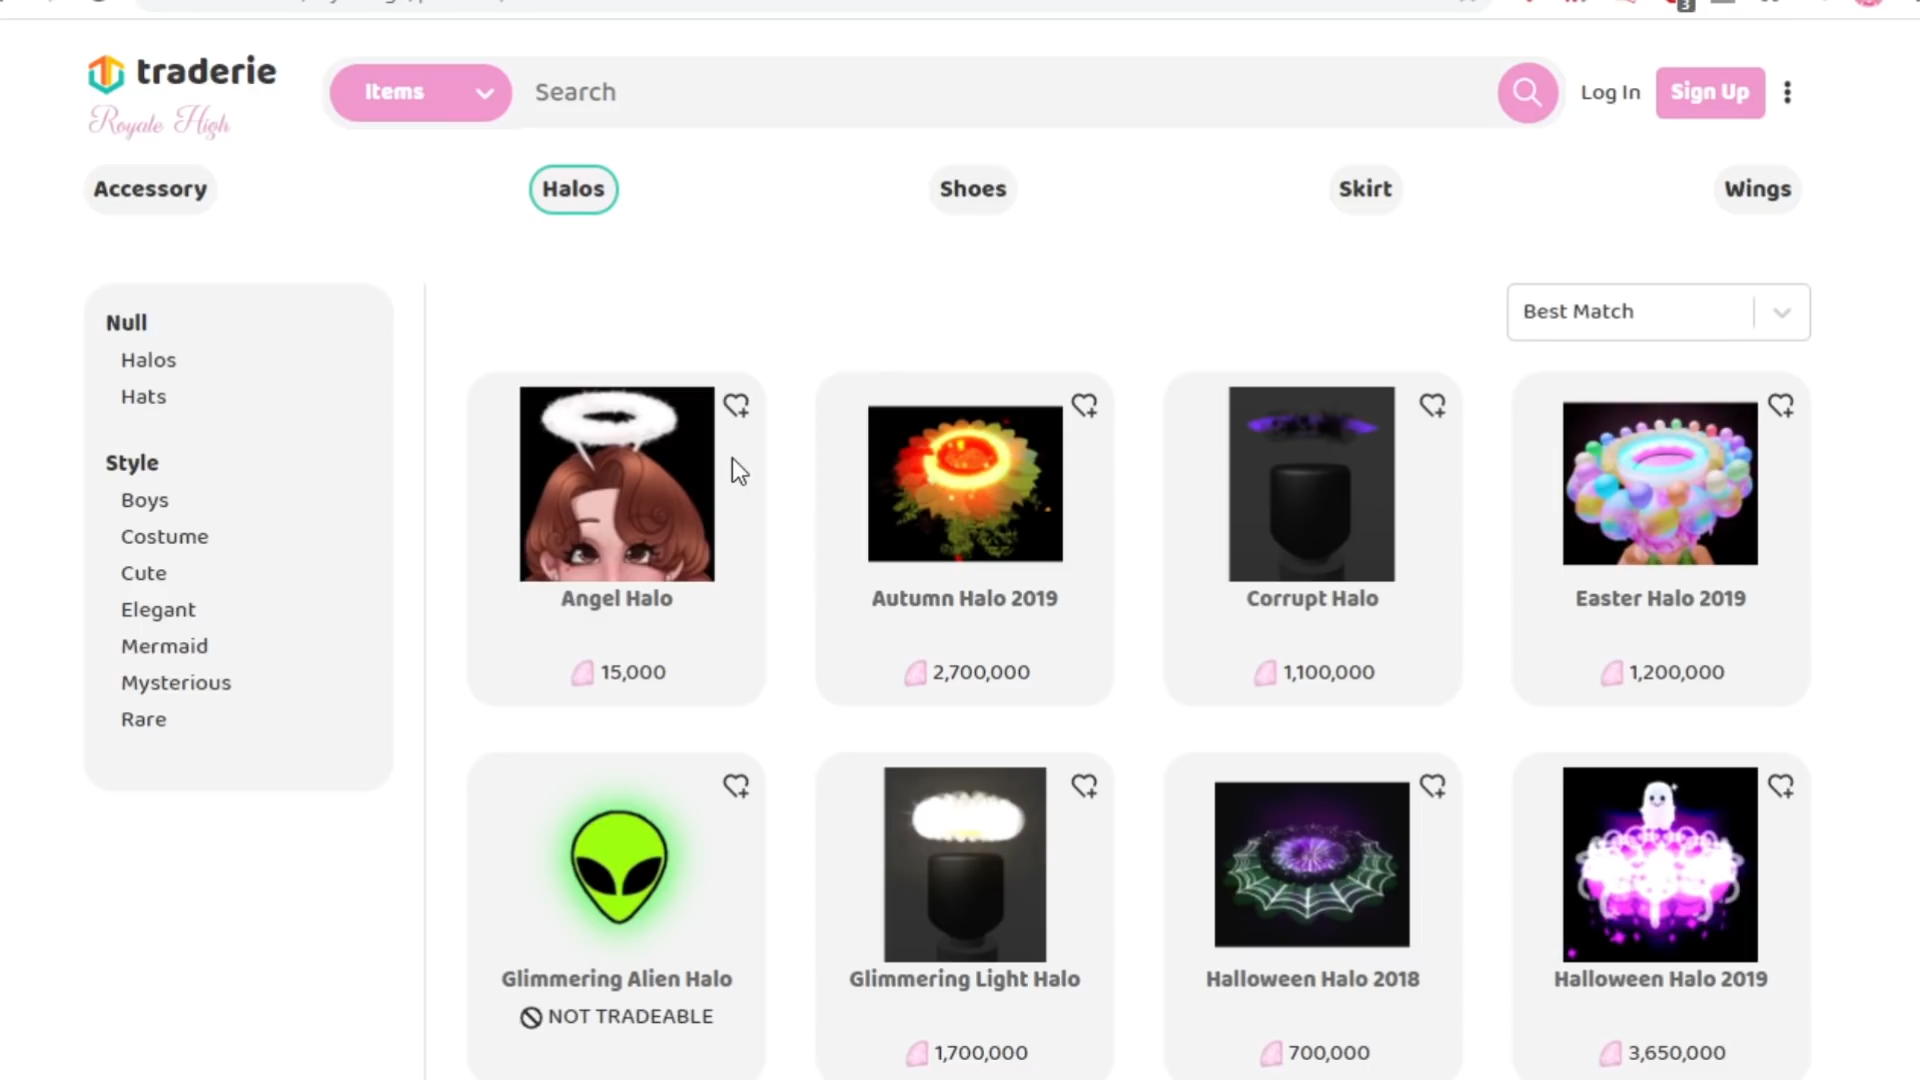 3
traderie
Royale High
Items
Search
Log In
Sign Up
Accessory
Halos
Shoes
Skirt
Wings
Null
Halos
Hats
Style
Boys
Costume
Cute
Elegant
Mermaid
Mysterious
Rare
Best Match
Angel Halo
15,000
Autumn Halo 2019
2,700,000
Corrupt Halo
1,100,000
Easter Halo 2019
1,200,000
Glimmering Alien Halo
NOT TRADEABLE
Glimmering Light Halo
1,700,000
Halloween Halo 2018
700,000
Halloween Halo 2019
3,650,000